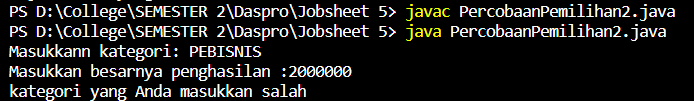 PS D:\College\SEMESTER 2\Daspro\Jobsheet 5> javac PercobaanPemilihan2.java
PS D:\College\SEMESTER 2\Daspro\Jobsheet 5> java PercobaanPemilihan2.java
Masukkann kategori: PEBISNIS
Masukkan besarnya penghasilan :2000000
kategori yang Anda masukkan salah